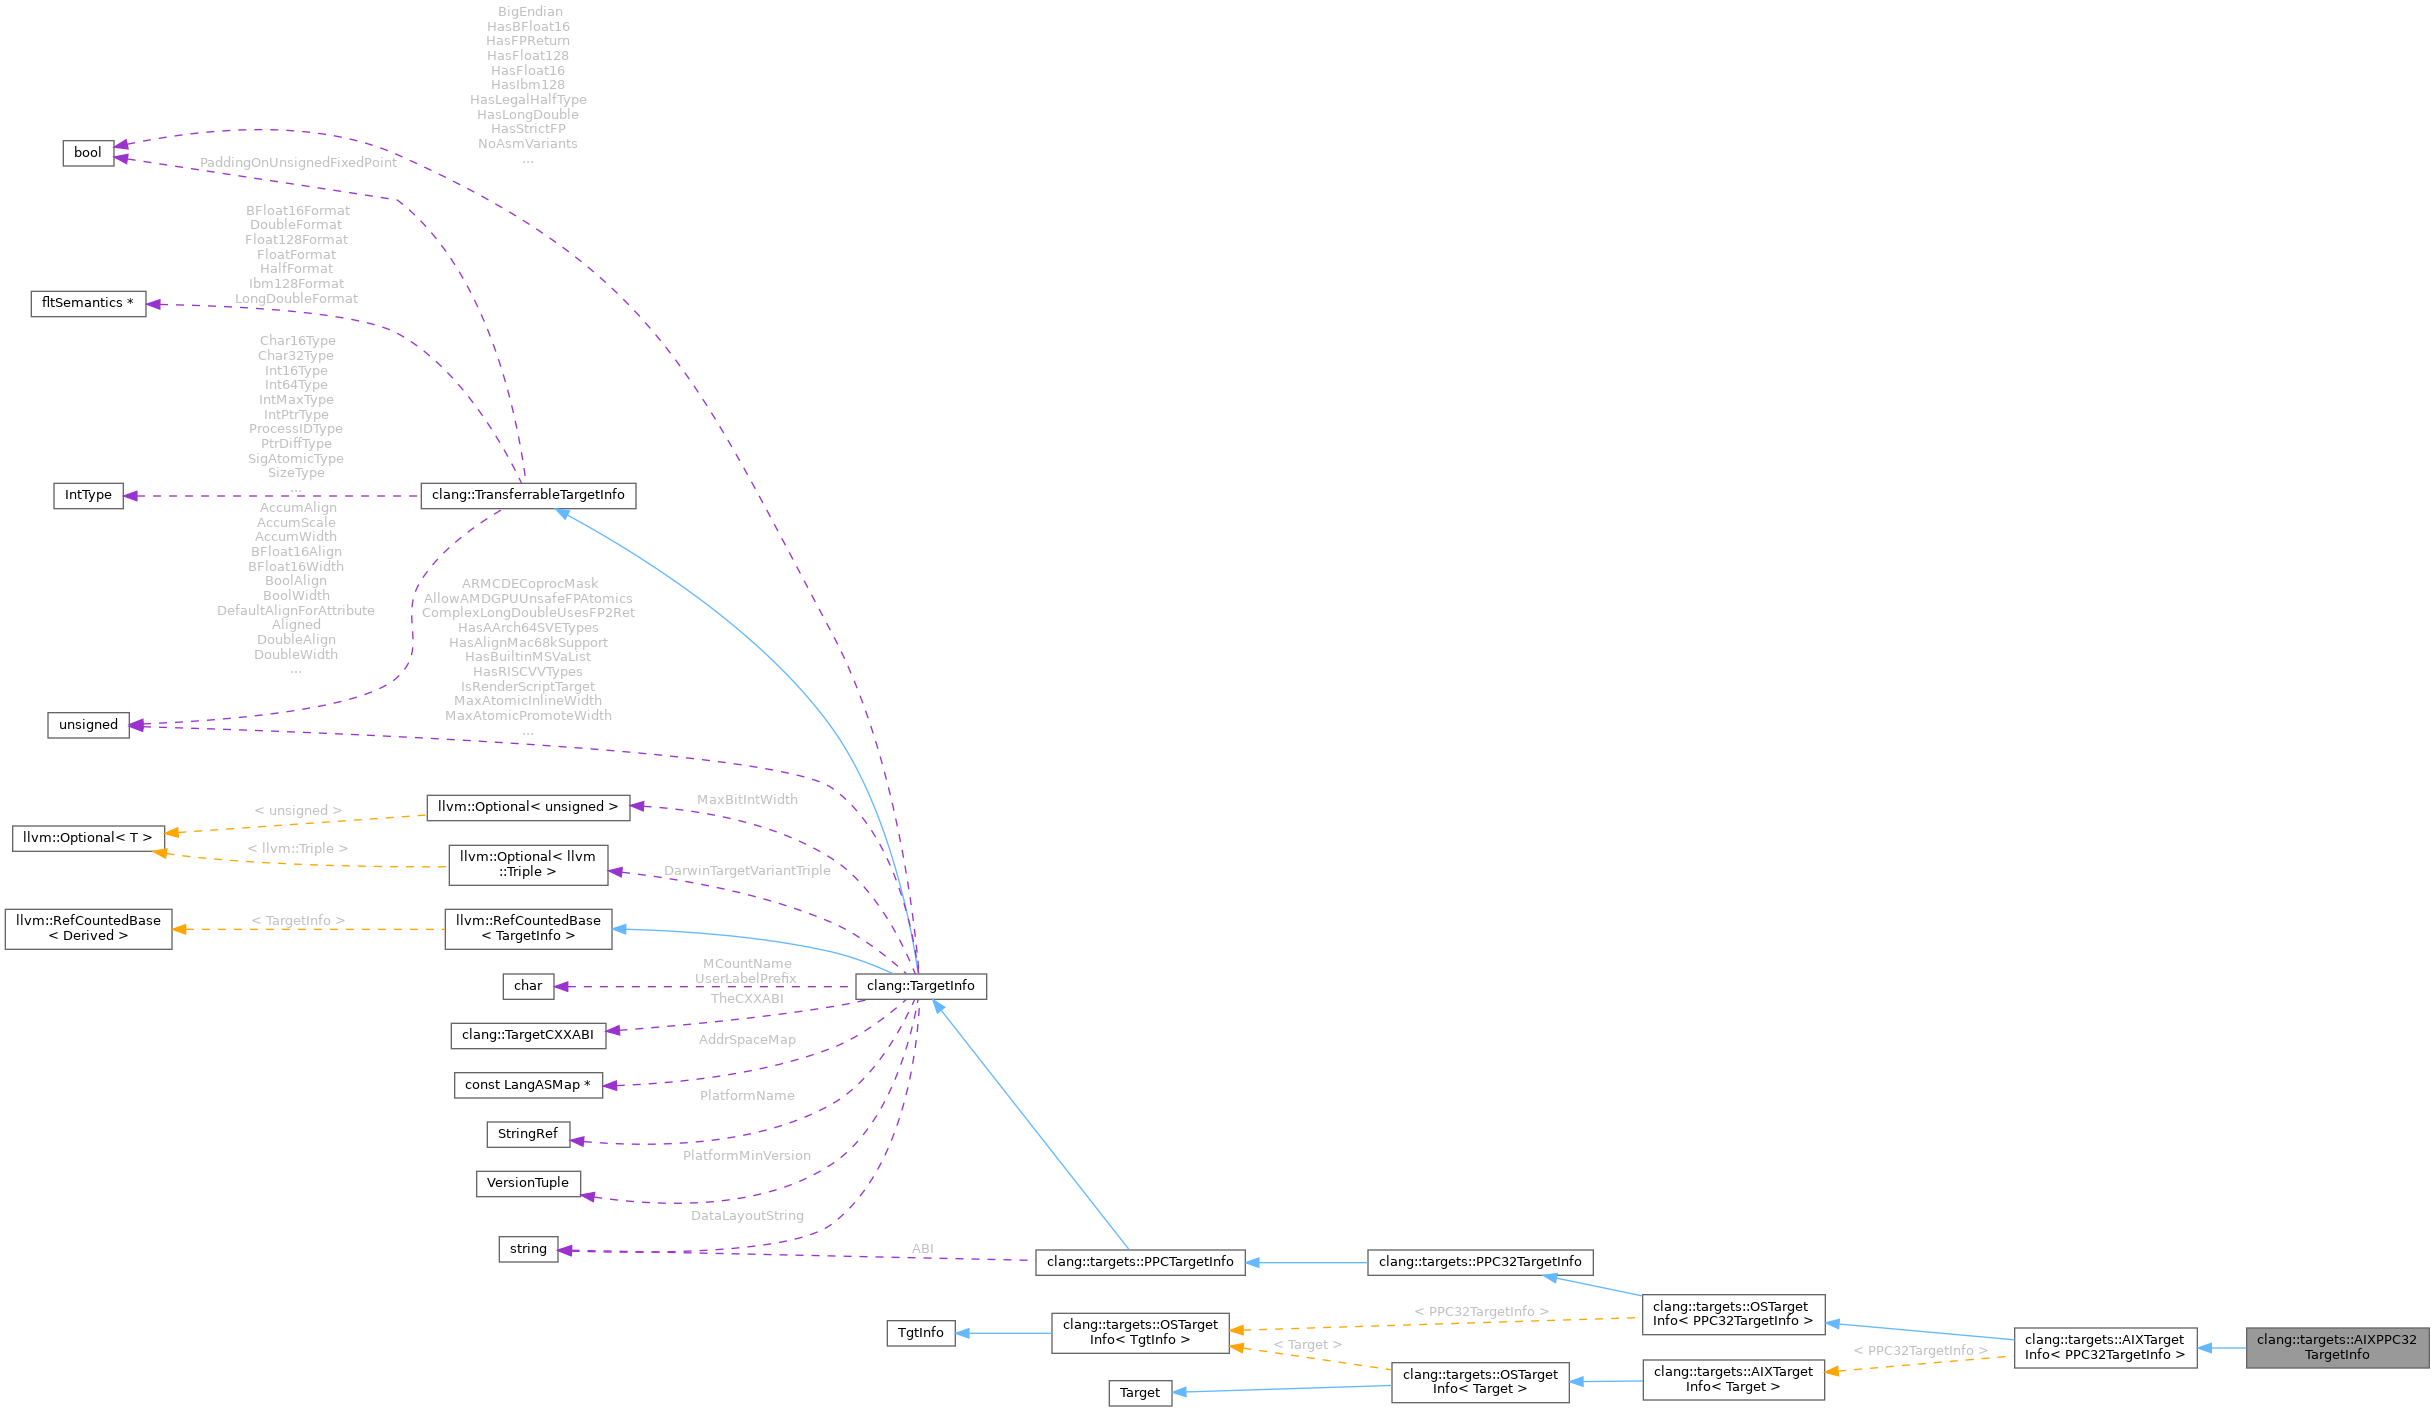 BigEndian
HasBFloat16
HasFPReturn
HasFloat128
HasFloat16
HasIbm128
HasLegalHalfType
HasLongDouble
HasStrictFP
NoAsmVariants
...
bool
PaddingOnUnsignedFixedPoint
BFloat16Format
DoubleFormat
Float128Format
FloatFormat
HalfFormat
Ibm128Format
LongDoubleFormat
fltSemantics *
Char16Type
Char32Type
Int16Type
Int64Type
IntMaxType
IntPtrType
ProcessIDType
PtrDiffType
SigAtomicType
SizeType
...
IntType
clang::TransferrableTargetInfo
AccumAlign
AccumScale
AccumWidth
BFloat16Align
BFloat16Width
BoolAlign
BoolWidth
DefaultAlignForAttribute
Aligned
DoubleAlign
DoubleWidth
...
ARMCDECoprocMask
AllowAMDGPUUnsafeFPAtomics
ComplexLongDoubleUsesFP2Ret
HasAArch64SVETypes
HasAlignMac68kSupport
HasBuiltinMSVaList
HasRISCVVTypes
IsRenderScriptTarget
MaxAtomicInlineWidth
MaxAtomicPromoteWidth
...
unsigned
llvm::Optional< unsigned >
MaxBitIntWidth
< unsigned >
llvm::Optional< T >
< llvm::Triple >
llvm::Optional< llvm
::Triple >
DarwinTargetVariantTriple
llvm::RefCountedBase
< Derived >
< TargetInfo >
llvm::RefCountedBase
< TargetInfo >
MCountName
UserLabelPrefix
char
clang::TargetInfo
TheCXXABI
clang::TargetCXXABI
AddrSpaceMap
const LangASMap *
PlatformName
StringRef
PlatformMinVersion
VersionTuple
DataLayoutString
string
ABI
clang::targets::PPCTargetInfo
clang::targets::PPC32TargetInfo
TgtInfo
clang::targets::OSTarget
Info< TgtInfo >
< PPC32TargetInfo >
< Target >
clang::targets::OSTarget
Info< PPC32TargetInfo >
Target
clang::targets::OSTarget
Info< Target >
clang::targets::AIXTarget
Info< Target >
< PPC32TargetInfo >
clang::targets::AIXTarget
Info< PPC32TargetInfo >
clang::targets::AIXPPC32
TargetInfo